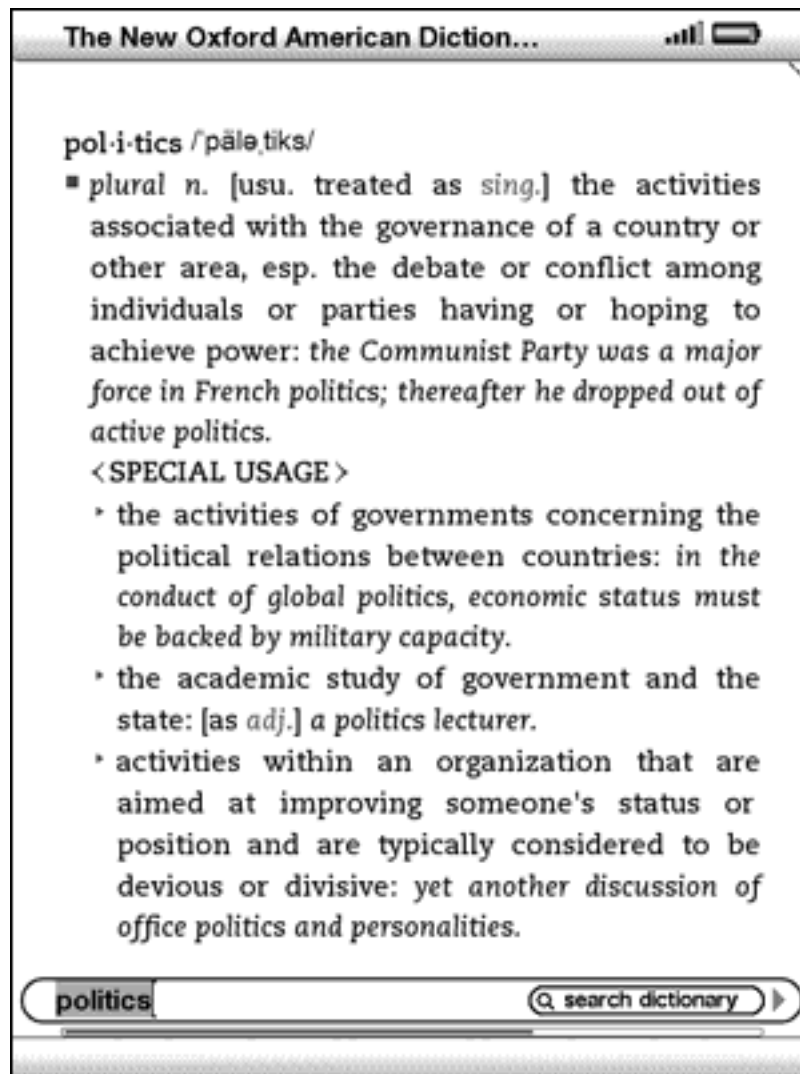 The New Oxford American Diction...
pol·i·tics /ˈpäləˌtiks/
■ plural n. [usu. treated as sing.] the activities
associated with the governance of a country or
other area, esp. the debate or conflict among
individuals or parties having or hoping to
achieve power: the Communist Party was a major
force in French politics; thereafter he dropped out of
active politics.
<SPECIAL USAGE>
‣ the activities of governments concerning the
political relations between countries: in the
conduct of global politics, economic status must
be backed by military capacity.
‣ the academic study of government and the
state: [as adj.] a politics lecturer.
‣ activities within an organization that are
aimed at improving someone's status or
position and are typically considered to be
devious or divisive: yet another discussion of
office politics and personalities.
politics search dictionary